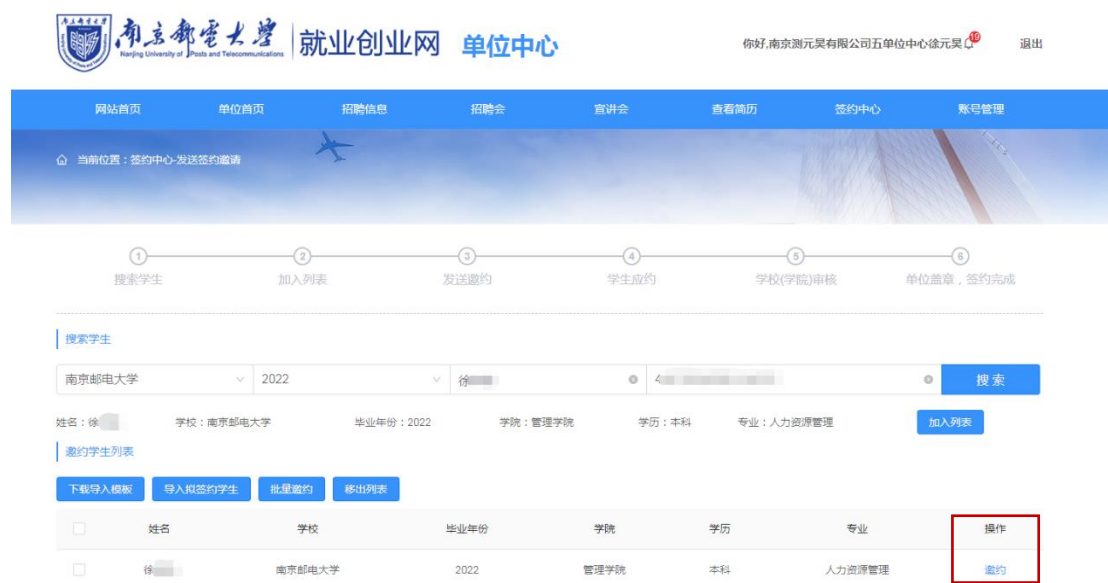 南京邮电大学 就业创业网 单位中心 你好,南京测元昊有限公司五单位中心徐元昊 19 退出
Nanjing University of Posts and Telecommunications
网站首页 单位首页 招聘信息 招聘会 宣讲会 查看简历 签约中心 账号管理
当前位置：签约中心-发送签约邀请
1 2 3 4 5 6
搜索学生 加入列表 发送邀约 学生应约 学校(学院)审核 单位盖章，签约完成
搜索学生
南京邮电大学 2022 徐 4 搜索
姓名：徐 学校：南京邮电大学 毕业年份：2022 学院：管理学院 学历：本科 专业：人力资源管理 加入列表
邀约学生列表
下载导入模板 导入拟签约学生 批量邀约 移出列表
姓名 学校 毕业年份 学院 学历 专业 操作
徐 南京邮电大学 2022 管理学院 本科 人力资源管理 邀约